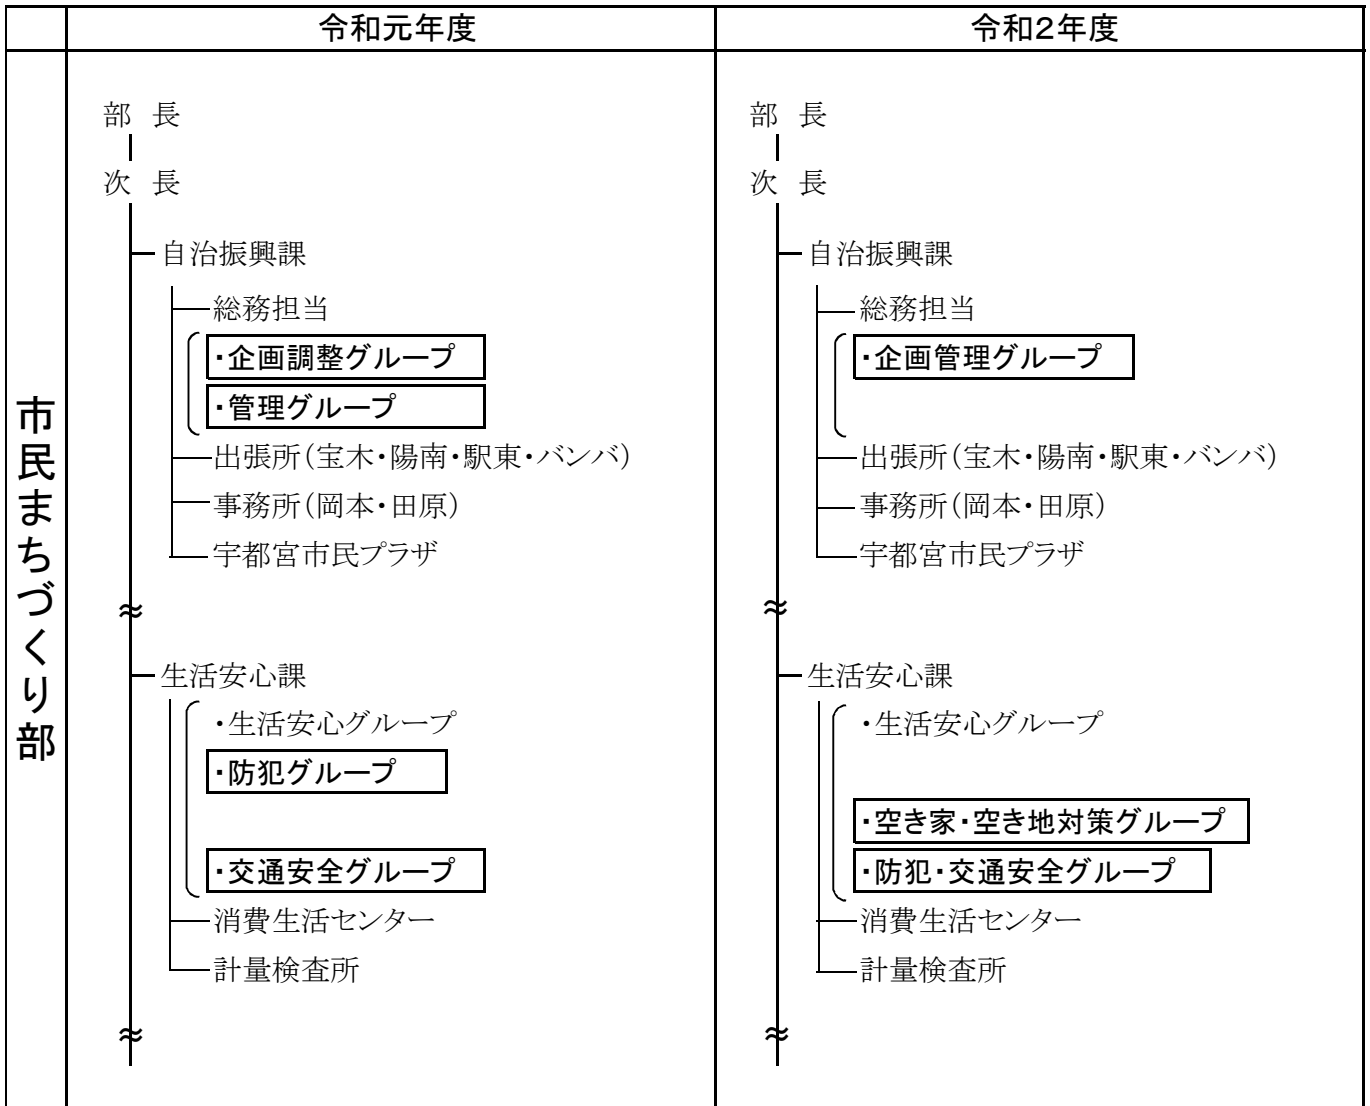 令和元年度
令和2年度
市民まちづくり部
部 長
次 長
自治振興課
総務担当
・企画調整グループ
・管理グループ
出張所(宝木・陽南・駅東・バンバ)
事務所(岡本・田原)
宇都宮市民プラザ
生活安心課
・生活安心グループ
・防犯グループ
・交通安全グループ
消費生活センター
計量検査所
部 長
次 長
自治振興課
総務担当
・企画管理グループ
出張所(宝木・陽南・駅東・バンバ)
事務所(岡本・田原)
宇都宮市民プラザ
生活安心課
・生活安心グループ
・空き家・空き地対策グループ
・防犯・交通安全グループ
消費生活センター
計量検査所